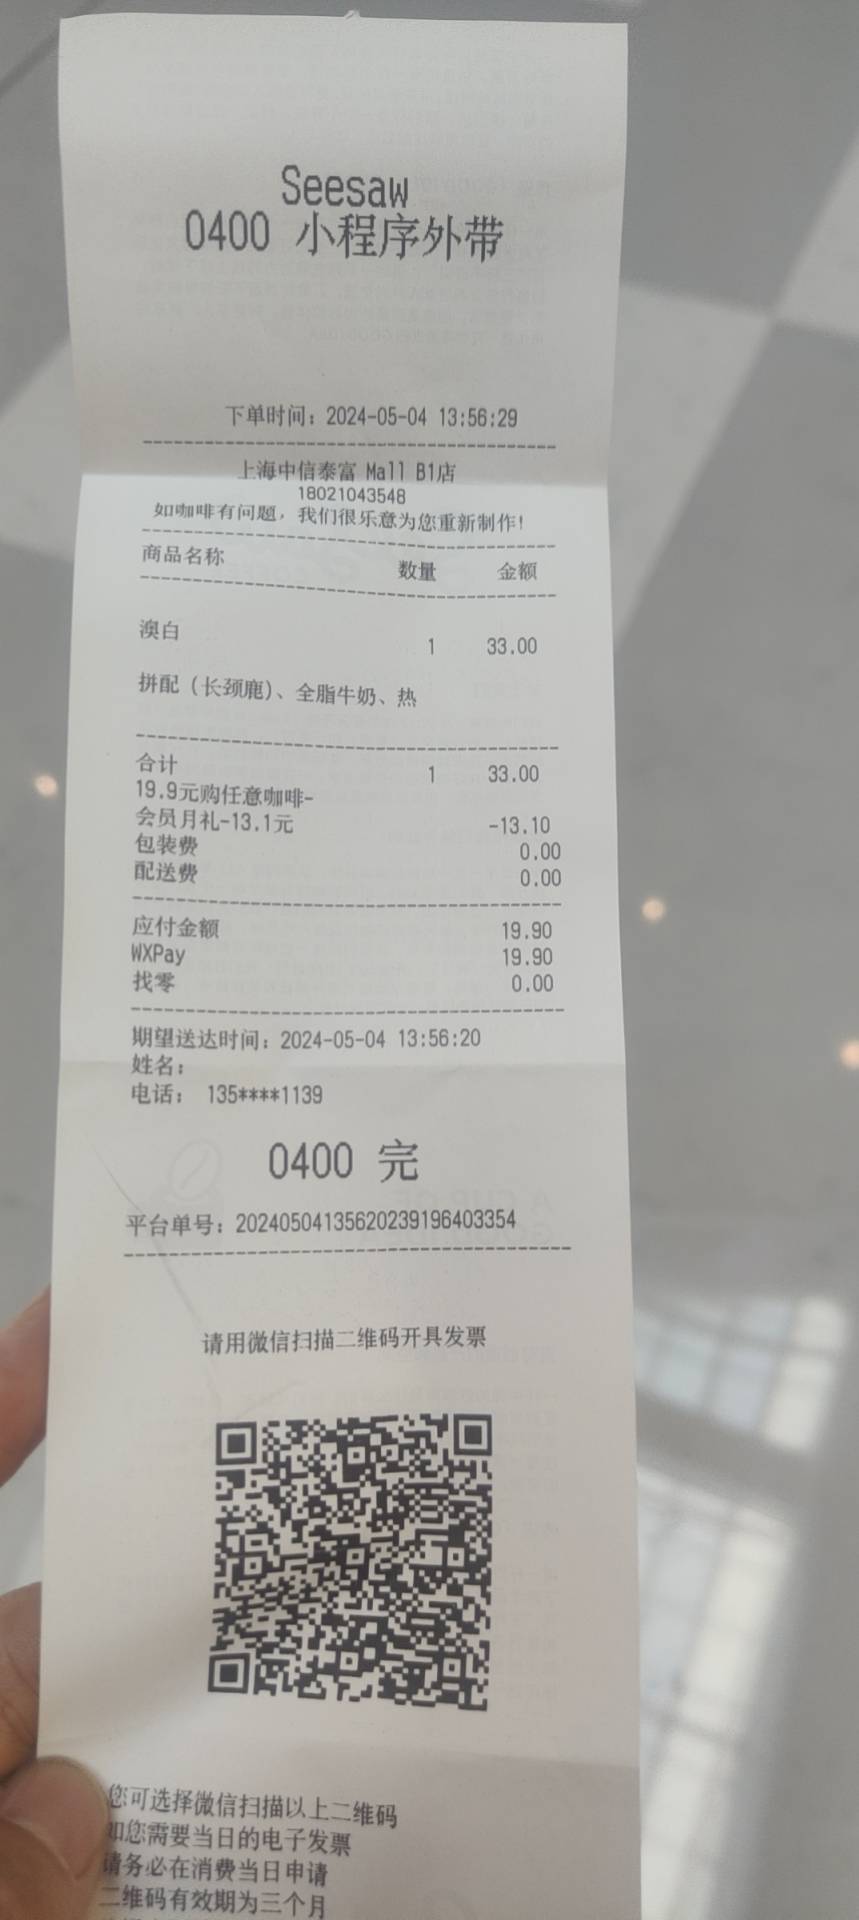 Seesaw
0400 小程序外带
下单时间：2024-05-04 13:56:29
上海中信泰富 Mall B1店
18021043548
如咖啡有问题，我们很乐意为您重新制作！
商品名称 数量 金额
澳白 1 33.00
拼配（长颈鹿）、全脂牛奶、热
合计 1 33.00
19.9元购任意咖啡-
会员月礼-13.1元 -13.10
包装费 0.00
配送费 0.00
应付金额 19.90
WXPay 19.90
找零 0.00
期望送达时间：2024-05-04 13:56:20
姓名：
电话： 135****1139
0400 完
平台单号：20240504135620239196403354
请用微信扫描二维码开具发票
您可选择微信扫描以上二维码
如您需要当日的电子发票
请务必在消费当日申请
二维码有效期为三个月